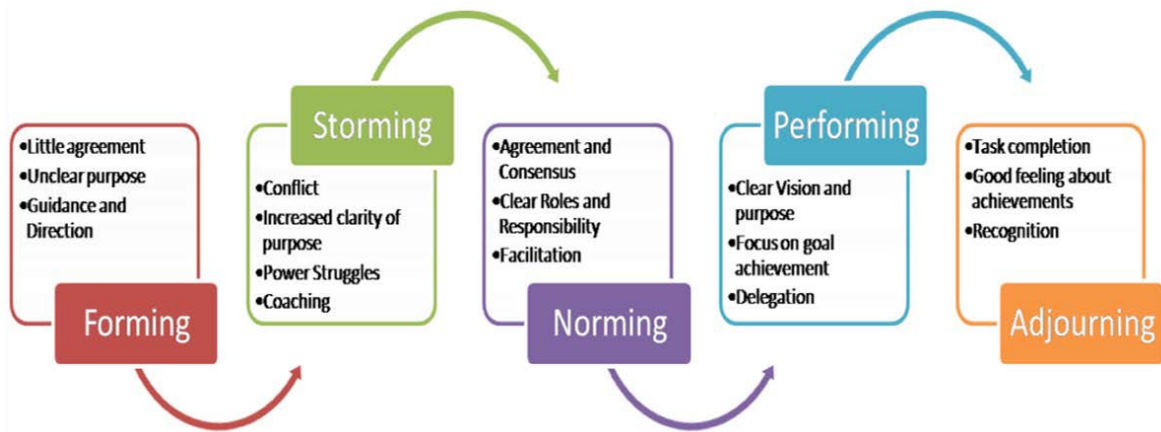 •Little agreement
•Unclear purpose
•Guidance and
Direction
Forming
Storming
•Conflict
•Increased clarity of
purpose
•Power Struggles
•Coaching
•Agreement and
Consensus
•Clear Roles and
Responsibility
•Facilitation
Norming
Performing
•Clear Vision and
purpose
•Focus on goal
achievement
•Delegation
•Task completion
•Good feeling about
achievements
•Recognition
Adjourning